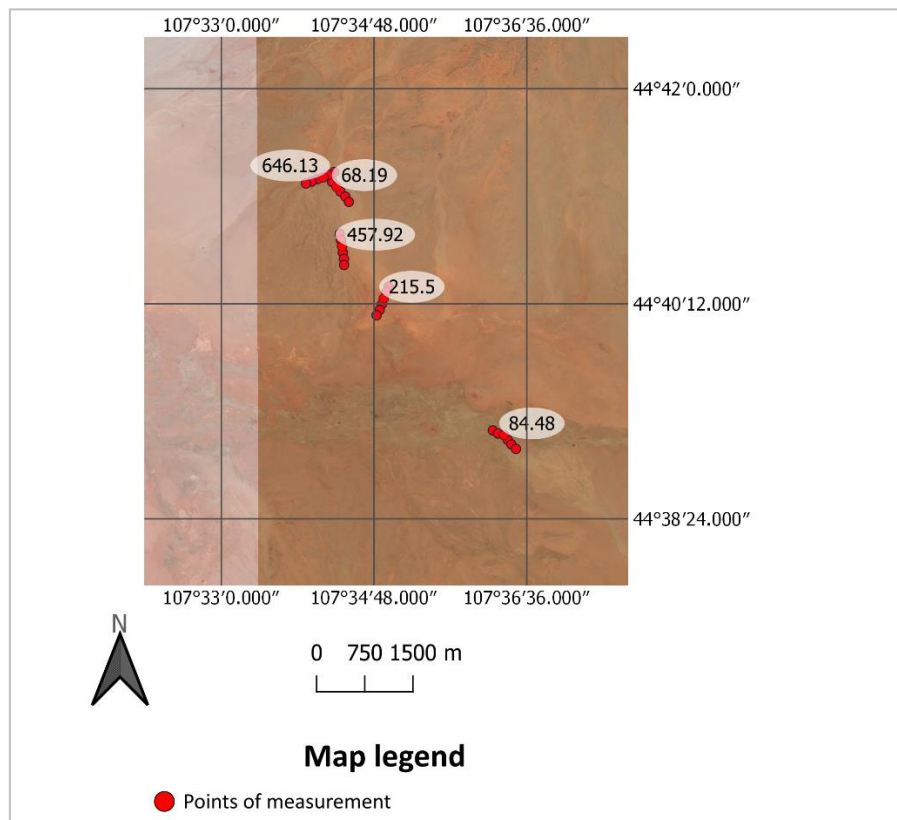 107°33′0.000″ 107°34′48.000″ 107°36′36.000″
44°42′0.000″
646.13
68.19
457.92
215.5
44°40′12.000″
84.48
44°38′24.000″
107°33′0.000″ 107°34′48.000″ 107°36′36.000″
N
0 750 1500 m
Map legend
Points of measurement